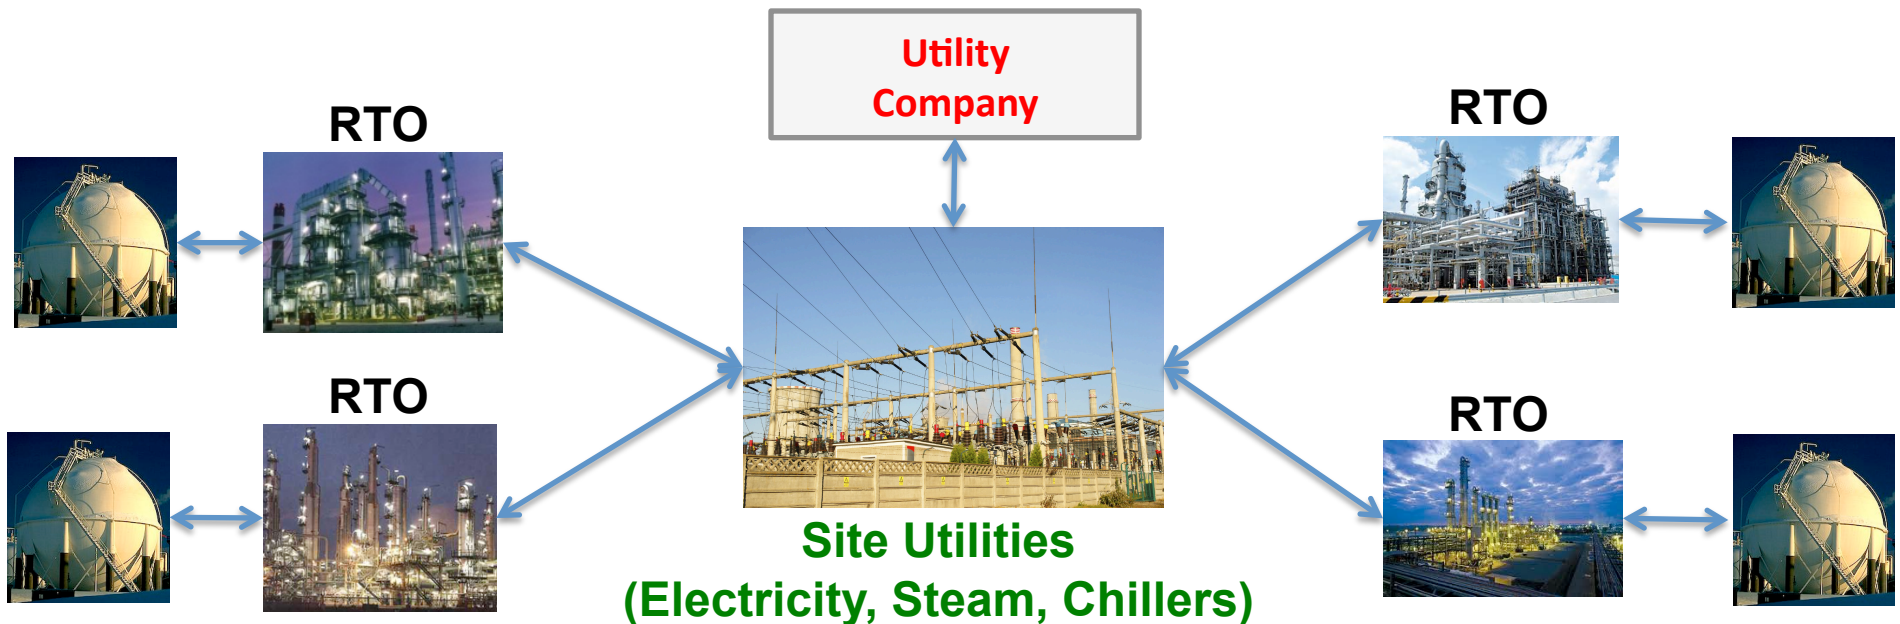 Utility
Company
RTO
RTO
RTO
RTO
Site Utilities
(Electricity, Steam, Chillers)